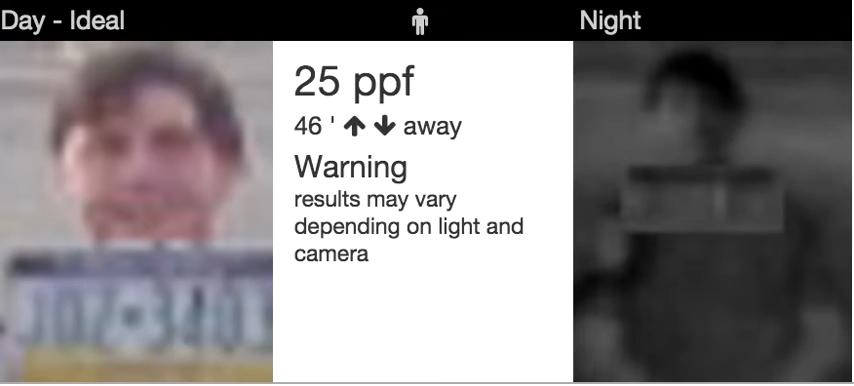 Day - Ideal
Night
25 ppf
46 ' ↑ ↓ away
Warning
results may vary
depending on light and
camera